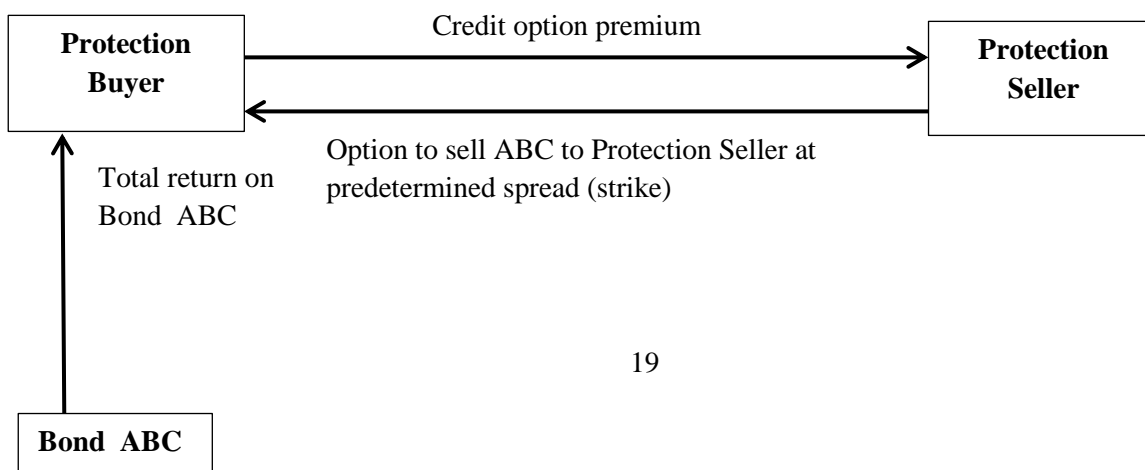 Credit option premium
Protection
Buyer
Protection
Seller
Option to sell ABC to Protection Seller at
predetermined spread (strike)
Total return on
Bond ABC
19
Bond ABC